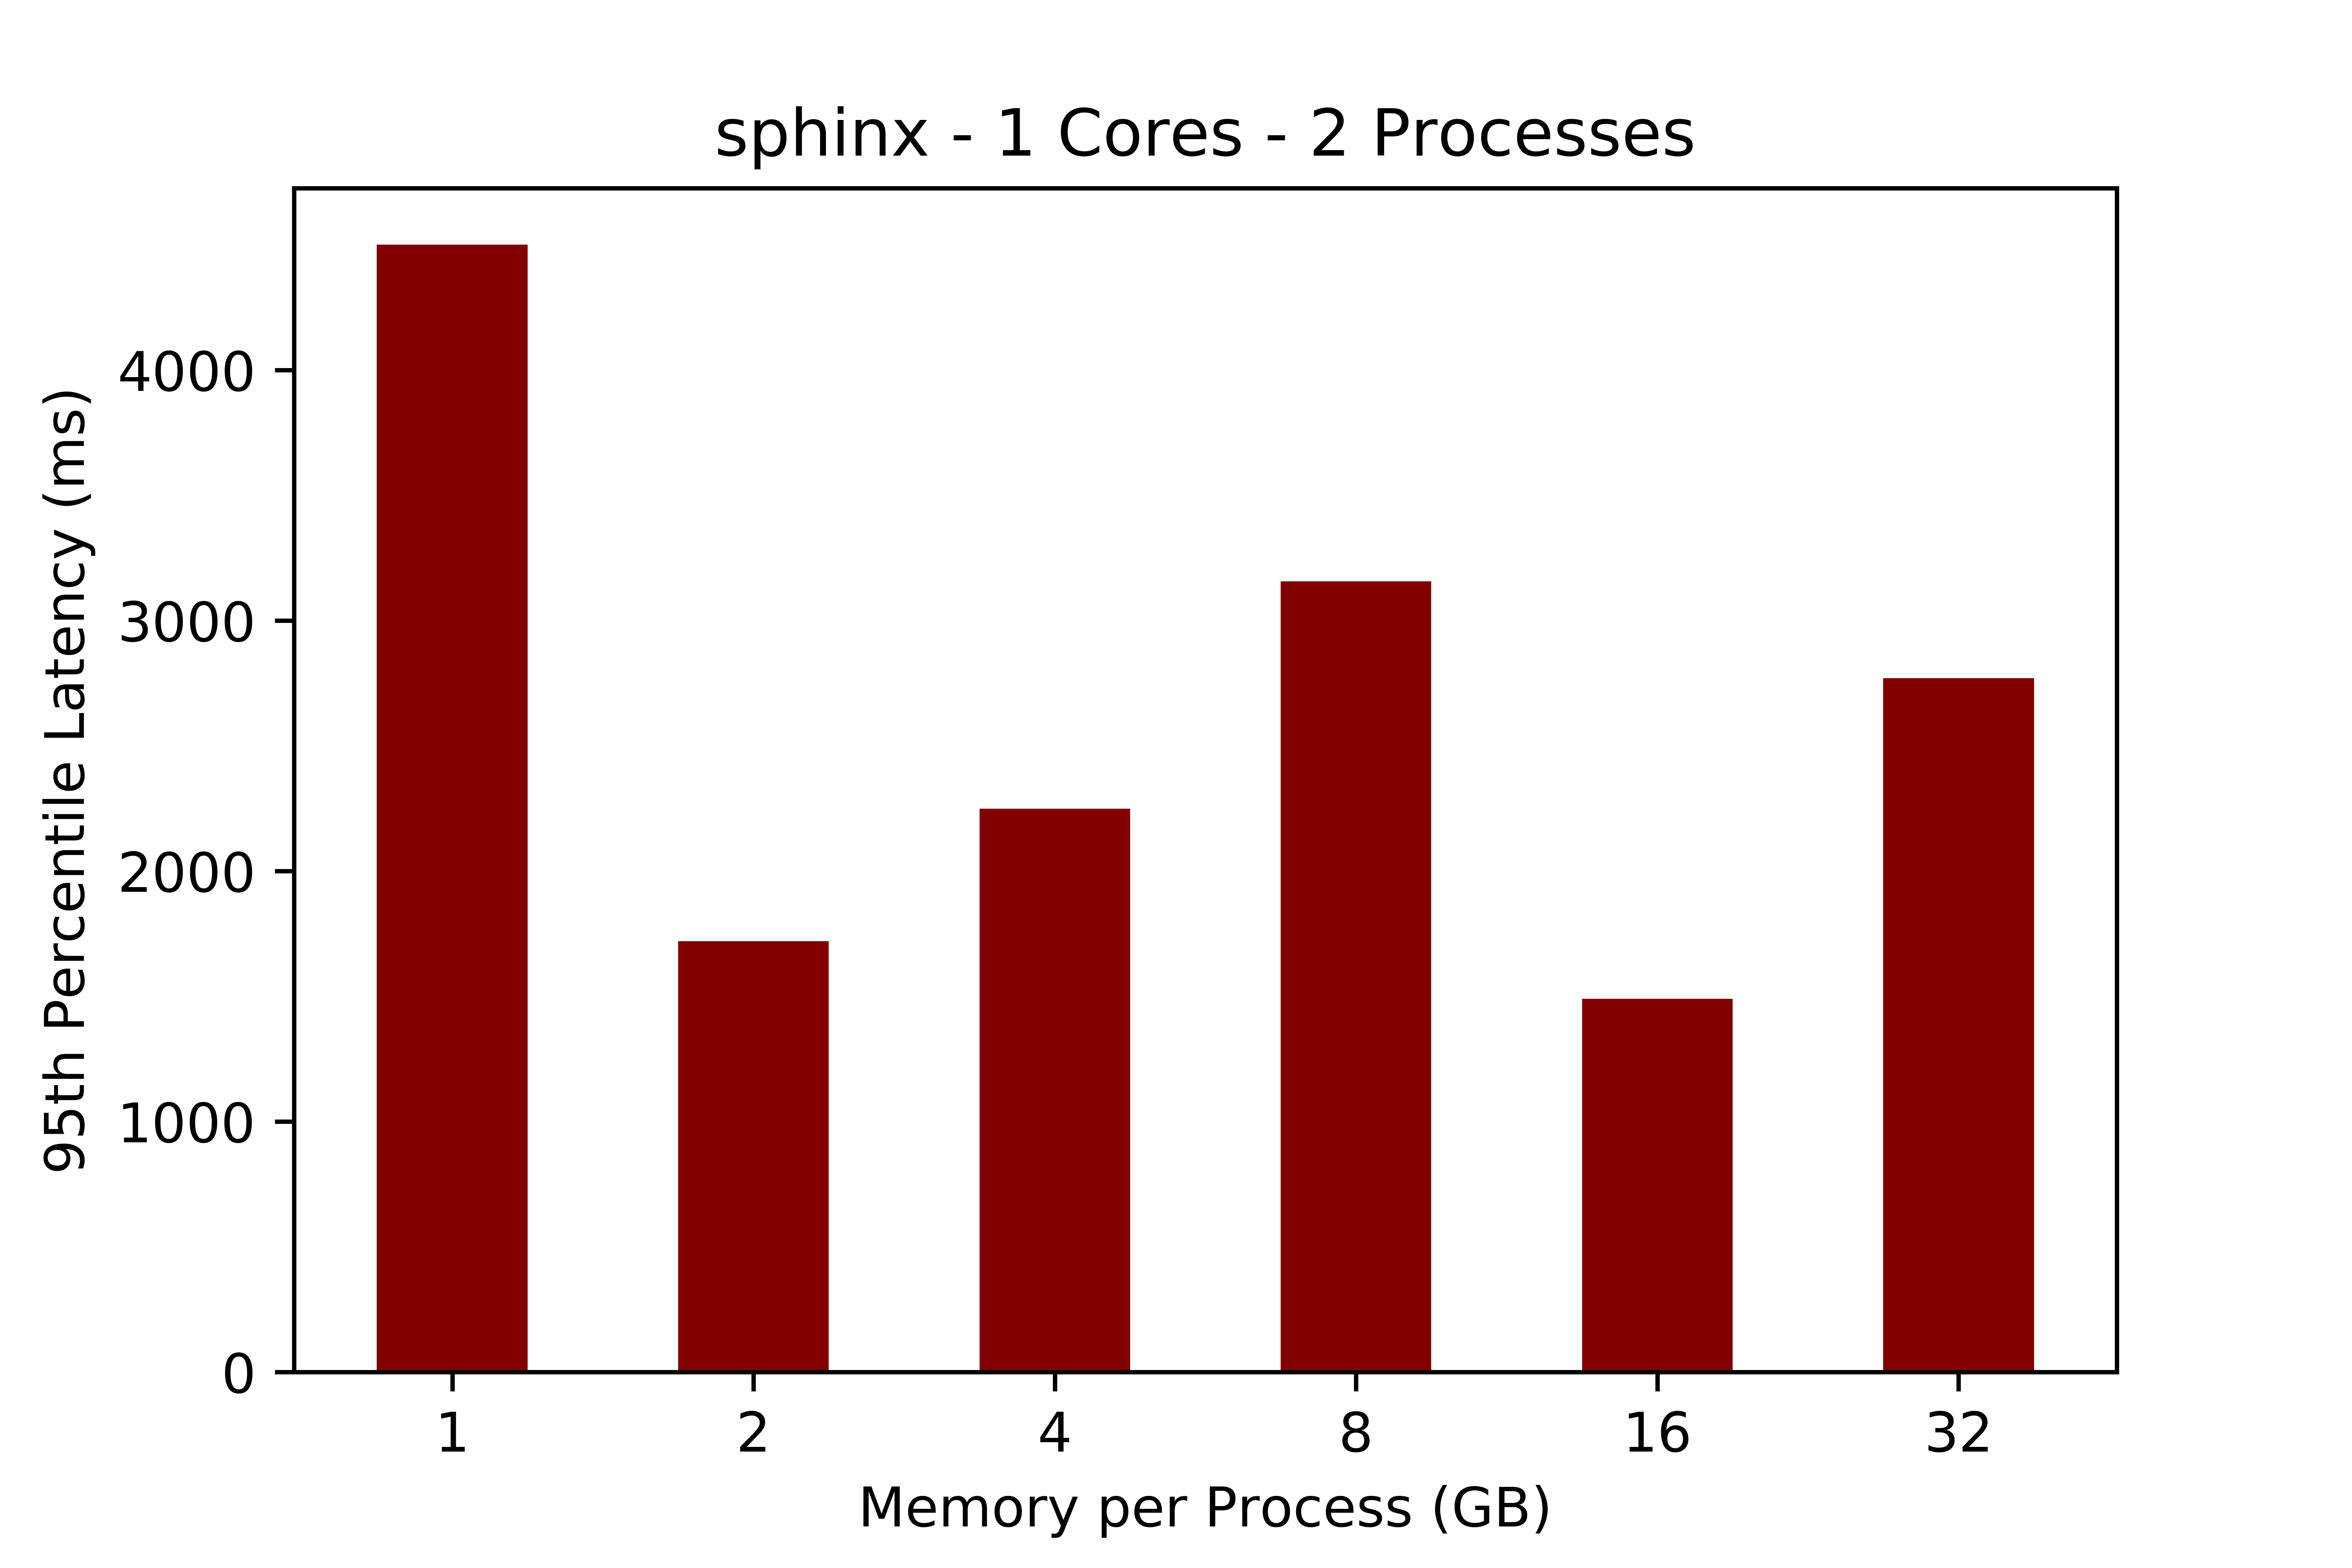 sphinx - 1 Cores - 2 Processes
95th Percentile Latency (ms)
4000
3000
2000
1000
0
1 2 4 8 16 32
Memory per Process (GB)